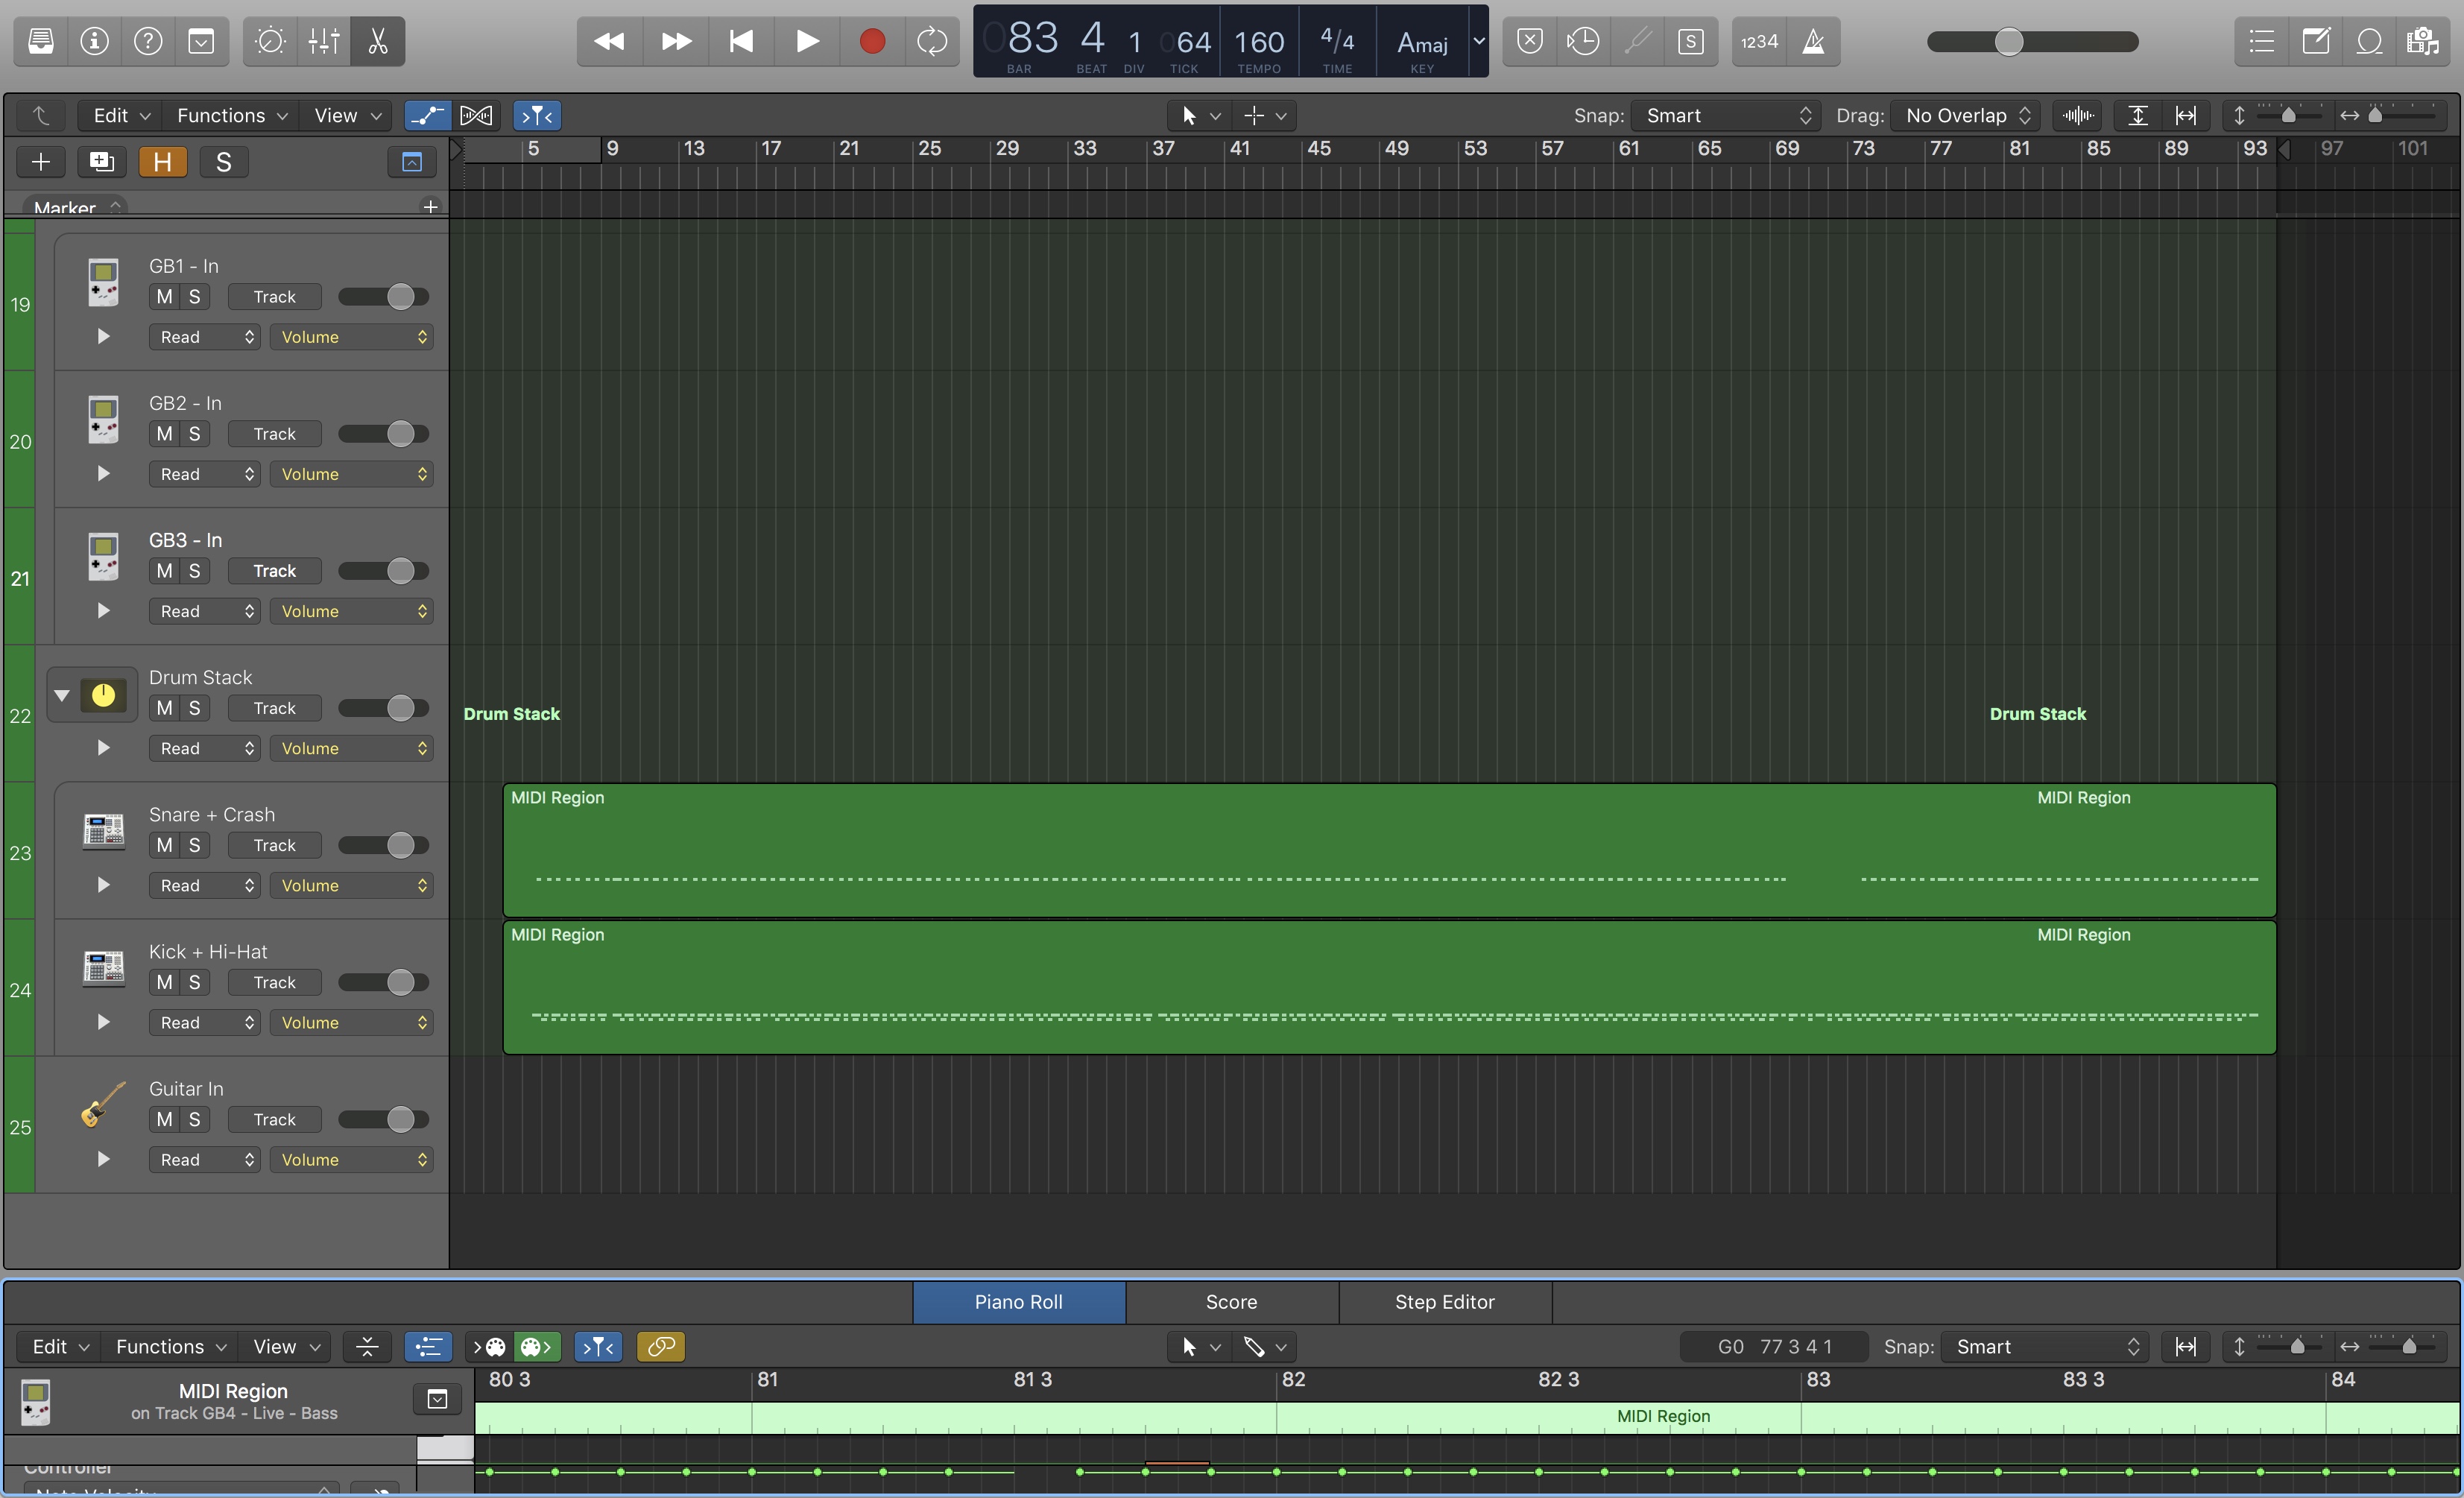 083 4 1 064 160 4/4 Amaj
BAR BEAT DIV TICK TEMPO TIME KEY
S 1234
Edit Functions View Snap: Smart Drag: No Overlap
H S
5 9 13 17 21 25 29 33 37 41 45 49 53 57 61 65 69 73 77 81 85 89 93 97 101
Marker
19
GB1 - In
M S Track
Read Volume
20
GB2 - In
M S Track
Read Volume
21
GB3 - In
M S Track
Read Volume
22
Drum Stack
M S Track
Read Volume
Drum Stack Drum Stack
23
Snare + Crash
M S Track
Read Volume
MIDI Region MIDI Region
24
Kick + Hi-Hat
M S Track
Read Volume
MIDI Region MIDI Region
25
Guitar In
M S Track
Read Volume
Piano Roll Score Step Editor
Edit Functions View G0 77 3 4 1 Snap: Smart
80 3 81 81 3 82 82 3 83 83 3 84
MIDI Region
on Track GB4 - Live - Bass
MIDI Region
Controller
Note Velocity